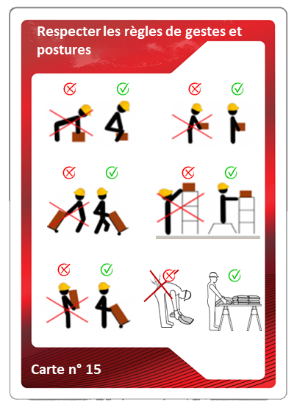 Respecter les règles de gestes et
postures
Carte n° 15